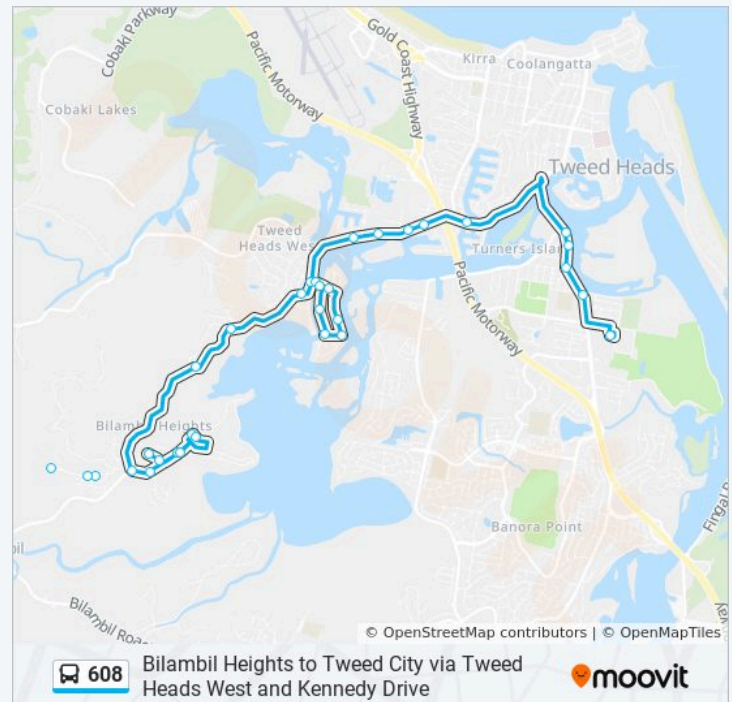 Cobaki Parkway
Pacific Motorway
Gold Coast Highway
Kirra
Coolangatta
Cobaki Lakes
Tweed Heads
Tweed
Heads West
Turners Island
Pacific Motorway
Bilambil Heights
Banora Point
Fingal
bil
Bilambil Road
way
© OpenStreetMap contributors | © OpenMapTiles
608
Bilambil Heights to Tweed City via Tweed
Heads West and Kennedy Drive
moovit